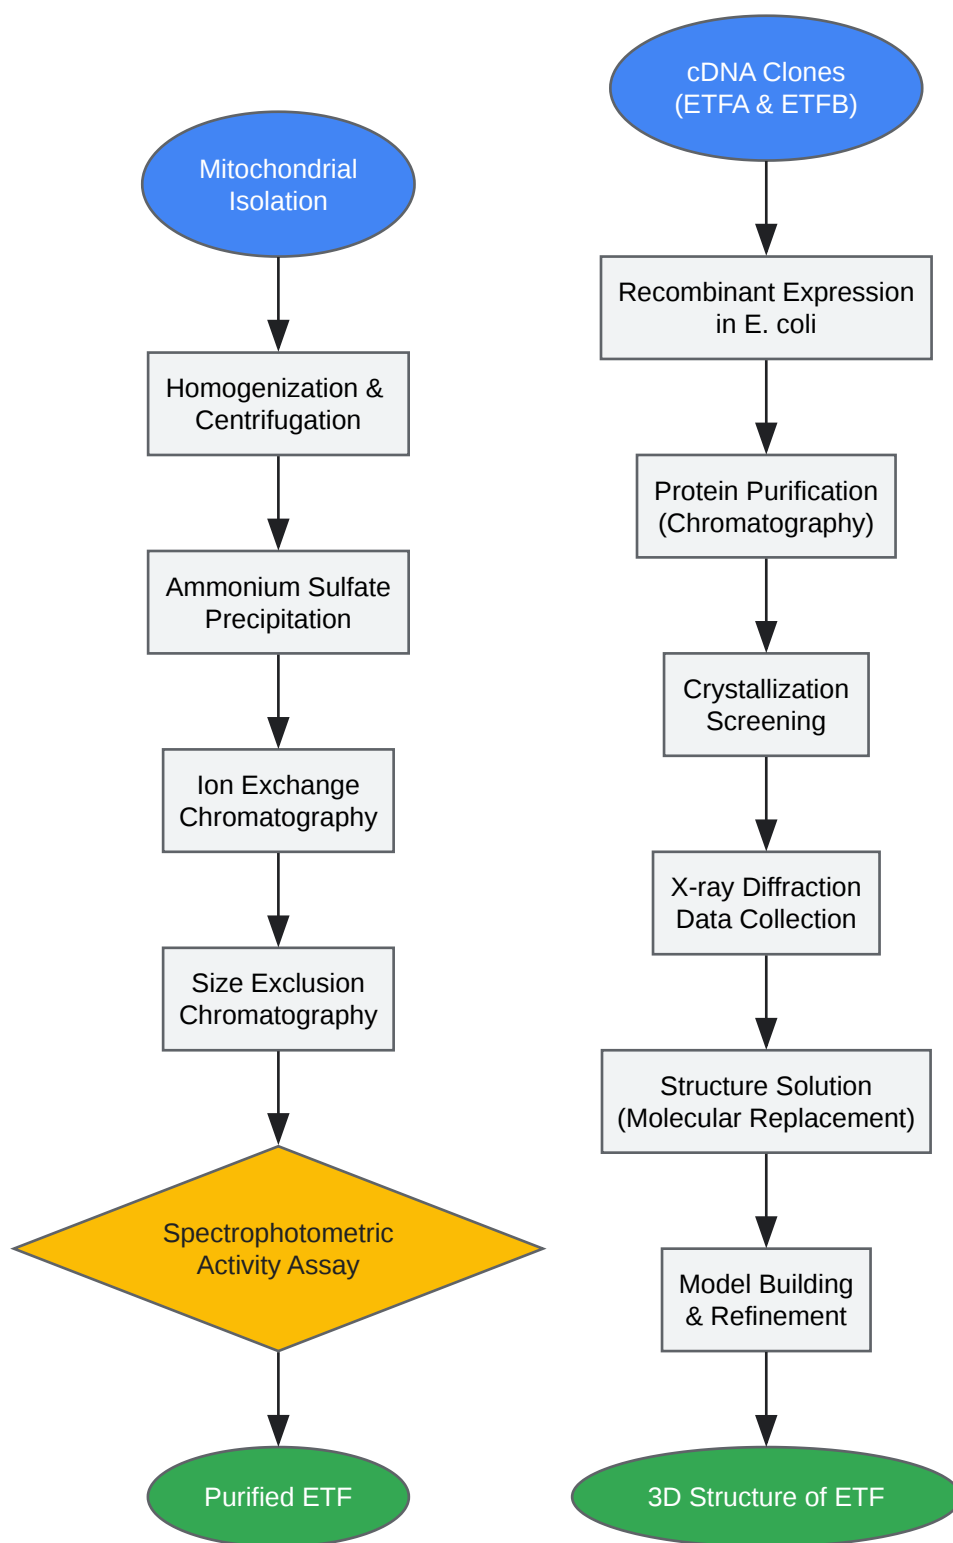 Mitochondrial
Isolation
Homogenization &
Centrifugation
Ammonium Sulfate
Precipitation
Ion Exchange
Chromatography
Size Exclusion
Chromatography
Spectrophotometric
Activity Assay
Purified ETF
cDNA Clones
(ETFA & ETFB)
Recombinant Expression
in E. coli
Protein Purification
(Chromatography)
Crystallization
Screening
X-ray Diffraction
Data Collection
Structure Solution
(Molecular Replacement)
Model Building
& Refinement
3D Structure of ETF